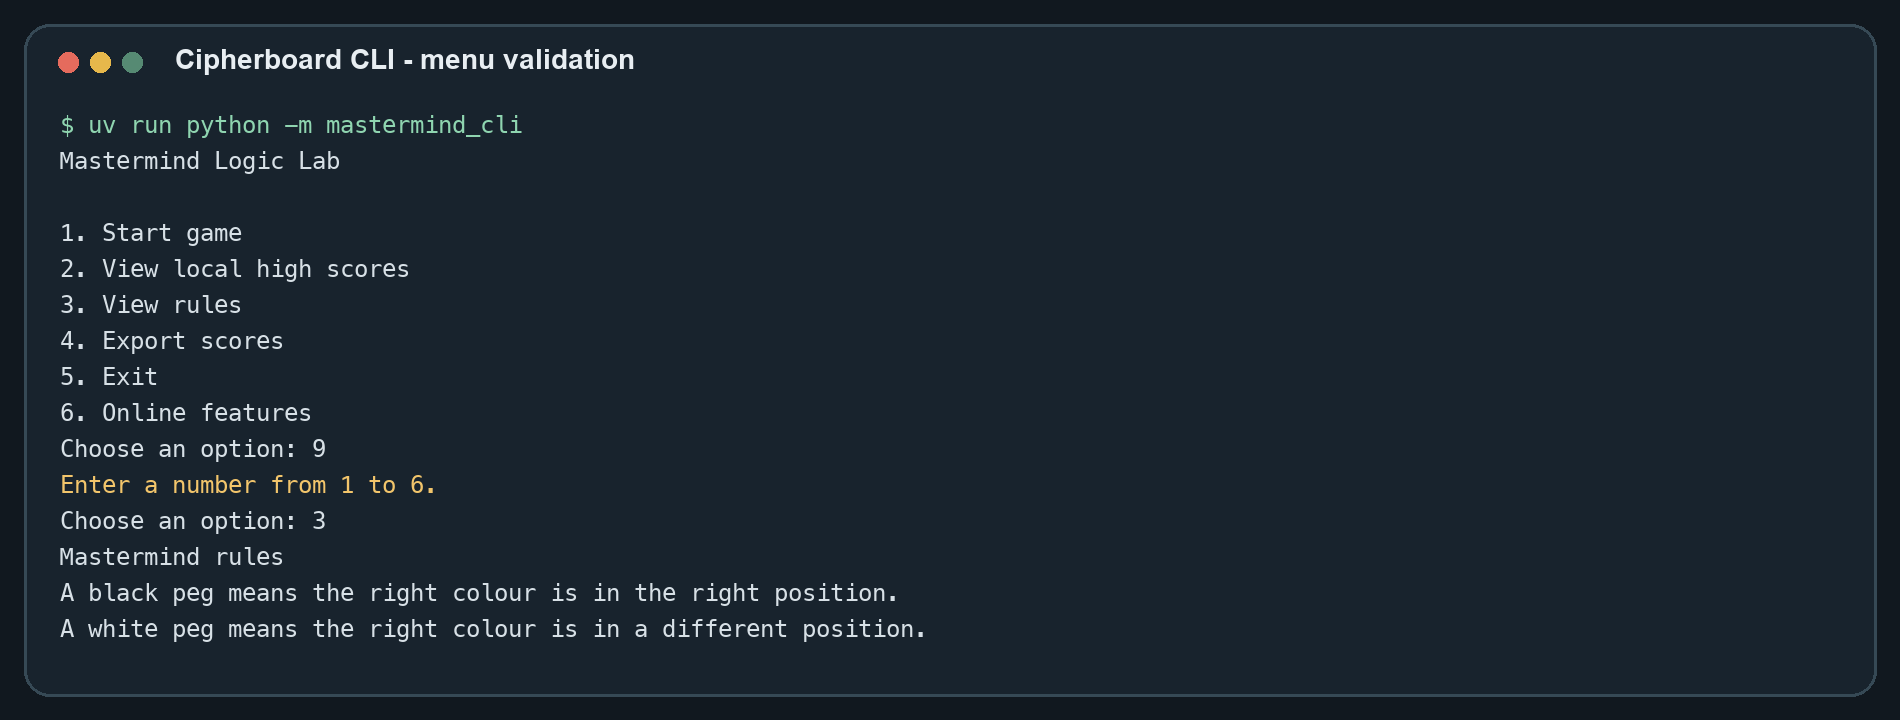 Cipherboard CLI - menu validation
$ uv run python −m mastermind_cli
Mastermind Logic Lab
1. Start game
2. View local high scores
3. View rules
4. Export scores
5. Exit
6. Online features
Choose an option: 9
Enter a number from 1 to 6.
Choose an option: 3
Mastermind rules
A black peg means the right colour is in the right position.
A white peg means the right colour is in a different position.